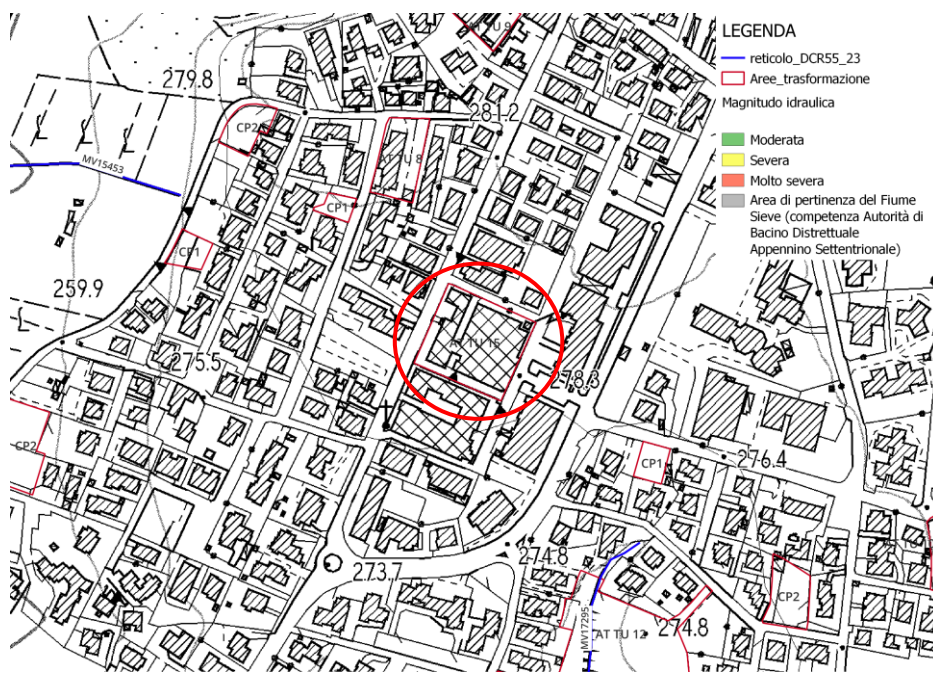 LEGENDA
reticolo_DCR55_23
Aree_trasformazione
Magnitudo idraulica
Moderata
Severa
Molto severa
Area di pertinenza del Fiume
Sieve (competenza Autorità di
Bacino Distrettuale
Appennino Settentrionale)
AT TU 9
279.8
281.2
CP2
AT TU 8
MV15453
CP1
CP1
259.9
AT TU 15
275.5
278.3
CP2
CP1
276.4
274.8
273.7
CP2
MV17295
AT TU 12
274.8